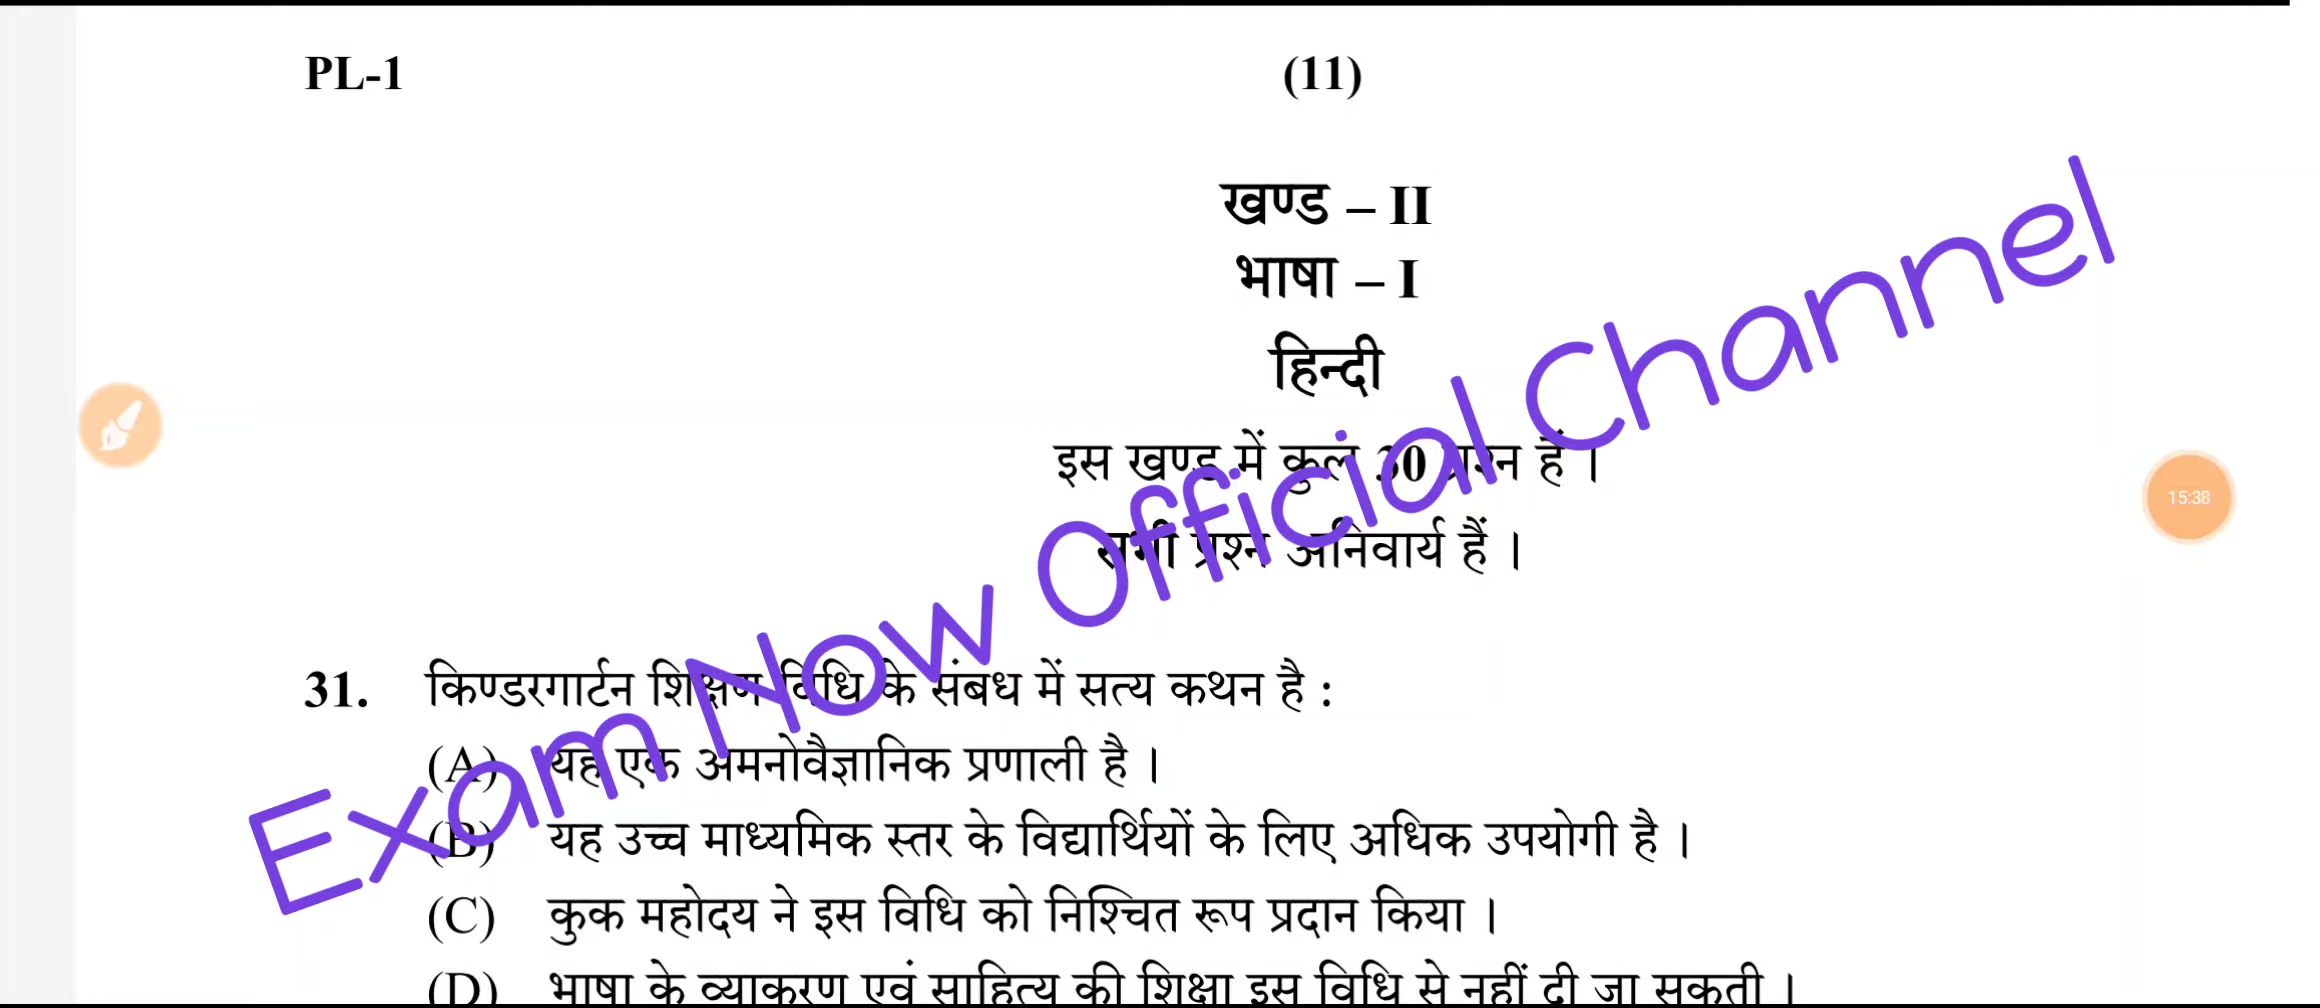 PL-1 (11)
खण्ड – II
भाषा – I
हिन्दी
इस खण्ड में कुल 30 प्रश्न हैं ।
सभी प्रश्न अनिवार्य हैं ।
15:38
31. किण्डरगार्टन शिक्षण विधि के संबध में सत्य कथन है :
(A) यह एक अमनोवैज्ञानिक प्रणाली है ।
(B) यह उच्च माध्यमिक स्तर के विद्यार्थियों के लिए अधिक उपयोगी है ।
(C) कुक महोदय ने इस विधि को निश्चित रूप प्रदान किया ।
(D) भाषा के व्याकरण एवं साहित्य की शिक्षा इस विधि से नहीं दी जा सकती ।
Exam Now Official Channel